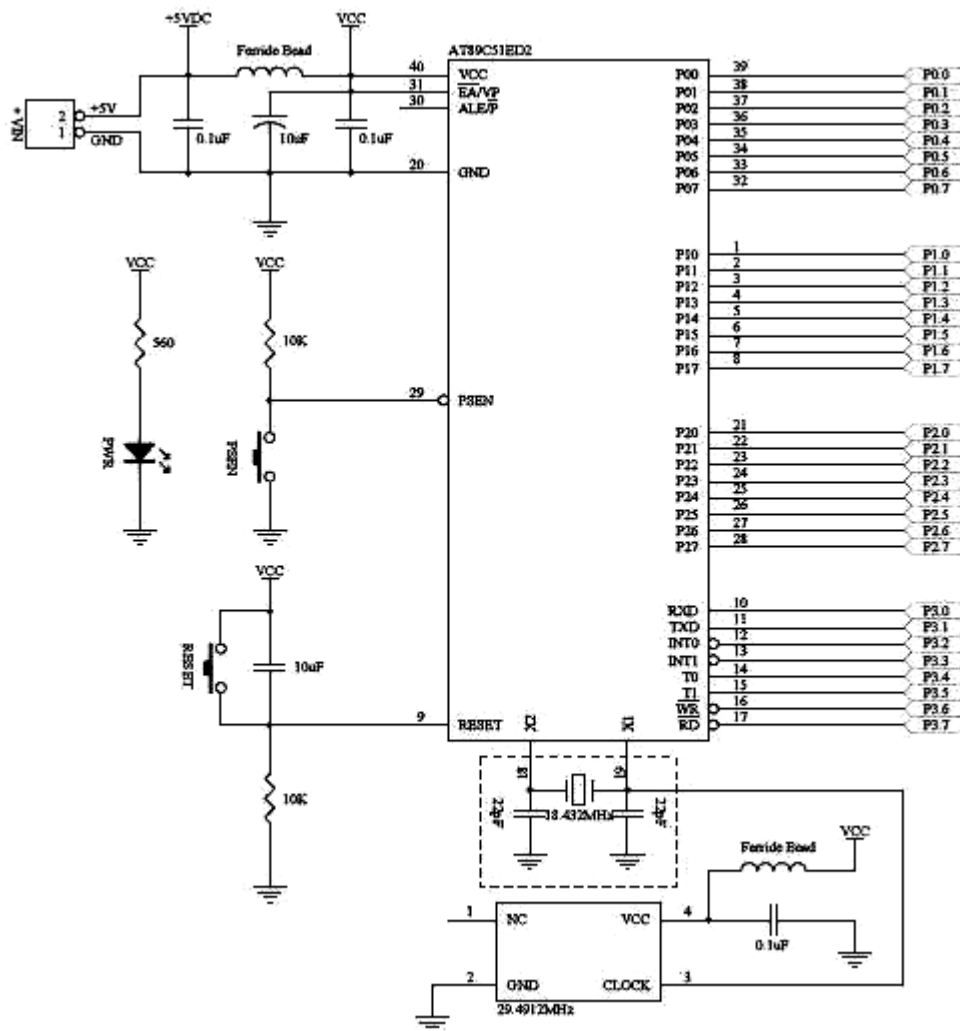 +5VDC
VCC
Ferride Bead
AT89C51ED2
VIN +
2
1
+5V
GND
0.1uF
10uF
0.1uF
40
31
30
20
VCC
EA/VP
ALE/P
GND
P00
P01
P02
P03
P04
P05
P06
P07
39
38
37
36
35
34
33
32
P0.0
P0.1
P0.2
P0.3
P0.4
P0.5
P0.6
P0.7
P10
P11
P12
P13
P14
P15
P16
P17
1
2
3
4
5
6
7
8
P1.0
P1.1
P1.2
P1.3
P1.4
P1.5
P1.6
P1.7
VCC
VCC
560
10K
29
PSEN
PWR
PSEN
P20
P21
P22
P23
P24
P25
P26
P27
21
22
23
24
25
26
27
28
P2.0
P2.1
P2.2
P2.3
P2.4
P2.5
P2.6
P2.7
VCC
RESET
10uF
9
RESET
10K
RXD
TXD
INT0
INT1
T0
T1
WR
RD
10
11
12
13
14
15
16
17
P3.0
P3.1
P3.2
P3.3
P3.4
P3.5
P3.6
P3.7
X2
X1
18
19
22pF
18.432MHz
22pF
Ferride Bead
VCC
1
NC
VCC
4
0.1uF
2
GND
CLOCK
3
29.4912MHz